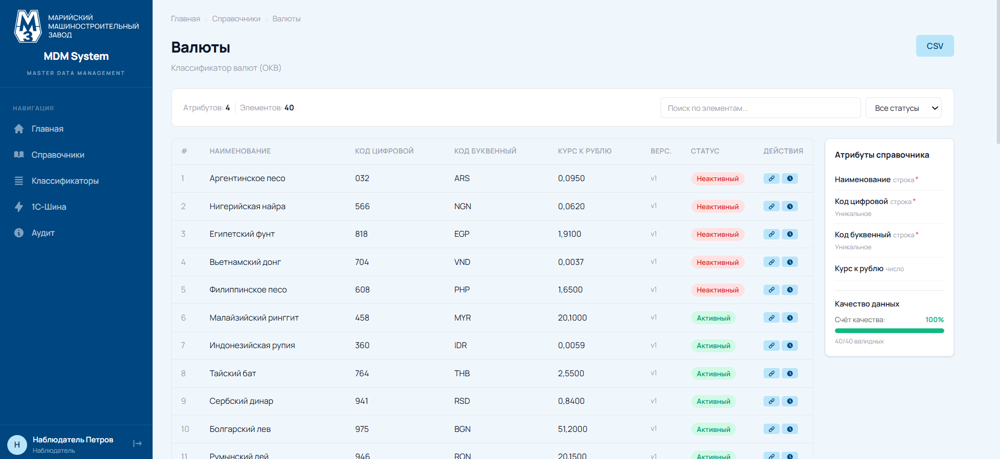 МАРИЙСКИЙ
МАШИНОСТРОИТЕЛЬНЫЙ
ЗАВОД
MDM System
MASTER DATA MANAGEMENT
НАВИГАЦИЯ
Главная
Справочники
Классификаторы
1С-Шина
Аудит
Н
Наблюдатель Петров
Наблюдатель
Главная › Справочники › Валюты
Валюты
CSV
Классификатор валют (ОКВ)
Атрибутов: 4 Элементов: 40 Поиск по элементам... Все статусы
# НАИМЕНОВАНИЕ КОД ЦИФРОВОЙ КОД БУКВЕННЫЙ КУРС К РУБЛЮ ВЕРС. СТАТУС ДЕЙСТВИЯ
1 Аргентинское песо 032 ARS 0,0950 v1 Неактивный
2 Нигерийская найра 566 NGN 0,0620 v1 Неактивный
3 Египетский фунт 818 EGP 1,9100 v1 Неактивный
4 Вьетнамский донг 704 VND 0,0037 v1 Неактивный
5 Филиппинское песо 608 PHP 1,6500 v1 Неактивный
6 Малайзийский ринггит 458 MYR 20,1000 v1 Активный
7 Индонезийская рупия 360 IDR 0,0059 v1 Активный
8 Тайский бат 764 THB 2,5500 v1 Активный
9 Сербский динар 941 RSD 0,8400 v1 Активный
10 Болгарский лев 975 BGN 51,2000 v1 Активный
11 Румынский лей 946 RON 20,1500 v1 Активный
Атрибуты справочника
Наименование строка *
Код цифровой строка *
Уникальное
Код буквенный строка *
Уникальное
Курс к рублю число
Качество данных
Счёт качества: 100%
40/40 валидных